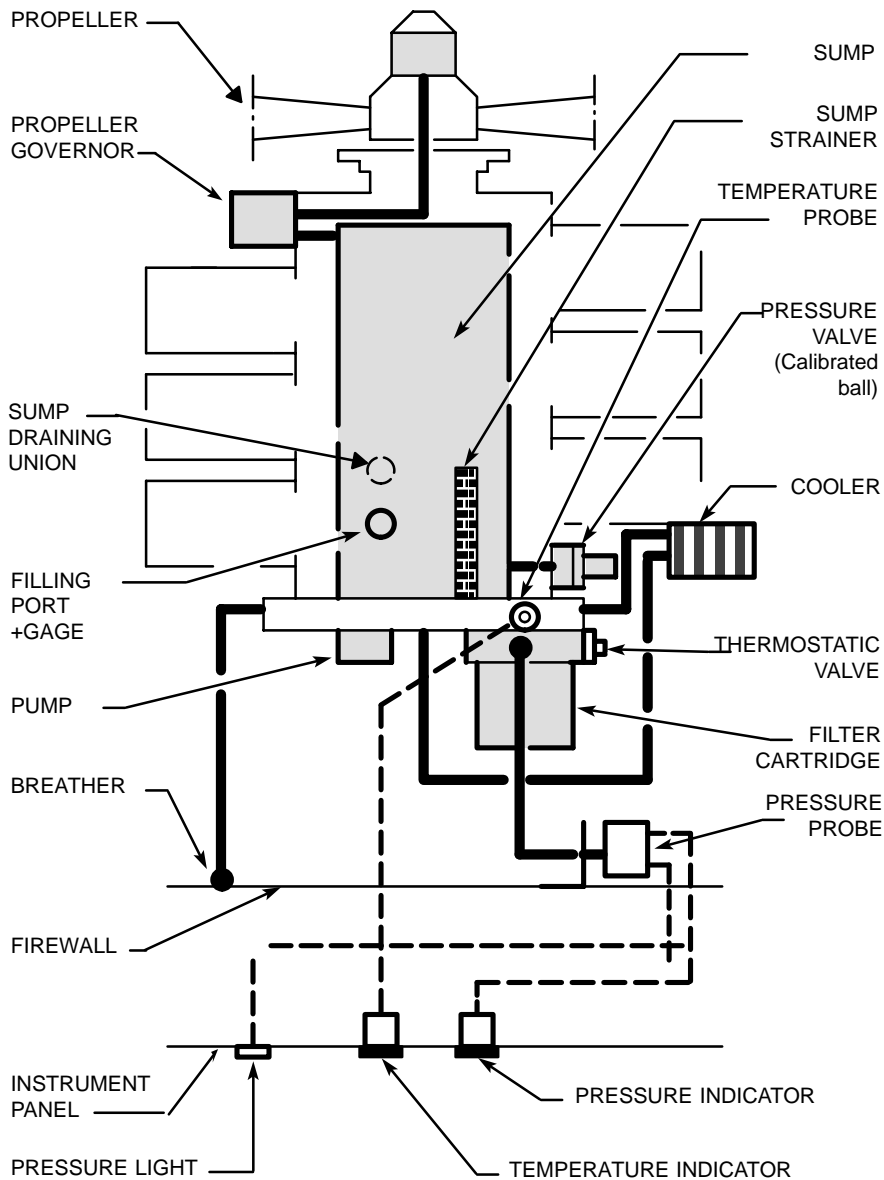 PROPELLER
PROPELLER
GOVERNOR
SUMP
DRAINING
UNION
FILLING
PORT
+GAGE
PUMP
BREATHER
FIREWALL
INSTRUMENT
PANEL
PRESSURE LIGHT
SUMP
SUMP
STRAINER
TEMPERATURE
PROBE
PRESSURE
VALVE
(Calibrated
ball)
COOLER
THERMOSTATIC
VALVE
FILTER
CARTRIDGE
PRESSURE
PROBE
PRESSURE INDICATOR
TEMPERATURE INDICATOR